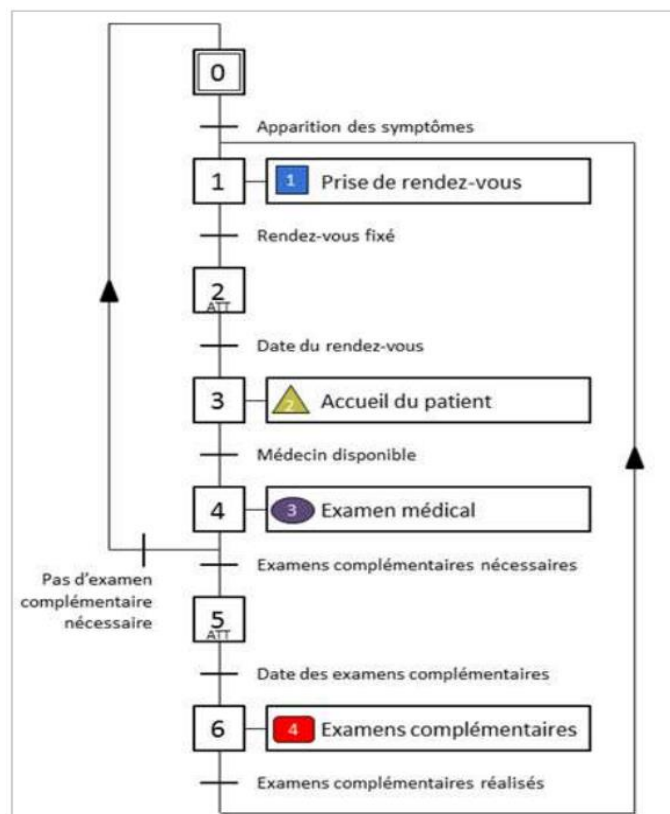 0
Apparition des symptômes
1
1 Prise de rendez-vous
Rendez-vous fixé
2
ATT
Date du rendez-vous
3
2 Accueil du patient
Médecin disponible
4
3 Examen médical
Pas d'examen
complémentaire
nécessaire
Examens complémentaires nécessaires
5
ATT
Date des examens complémentaires
6
4 Examens complémentaires
Examens complémentaires réalisés